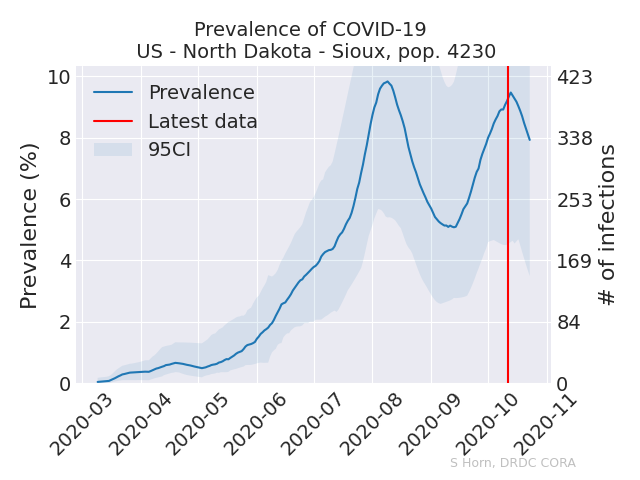 Prevalence of COVID-19
US - North Dakota - Sioux, pop. 4230
Prevalence (%)
10
8
6
4
2
0
Prevalence
Latest data
95CI
423
338
253
169
84
0
# of infections
2020-03
2020-04
2020-05
2020-06
2020-07
2020-08
2020-09
2020-10
2020-11
S Horn, DRDC CORA